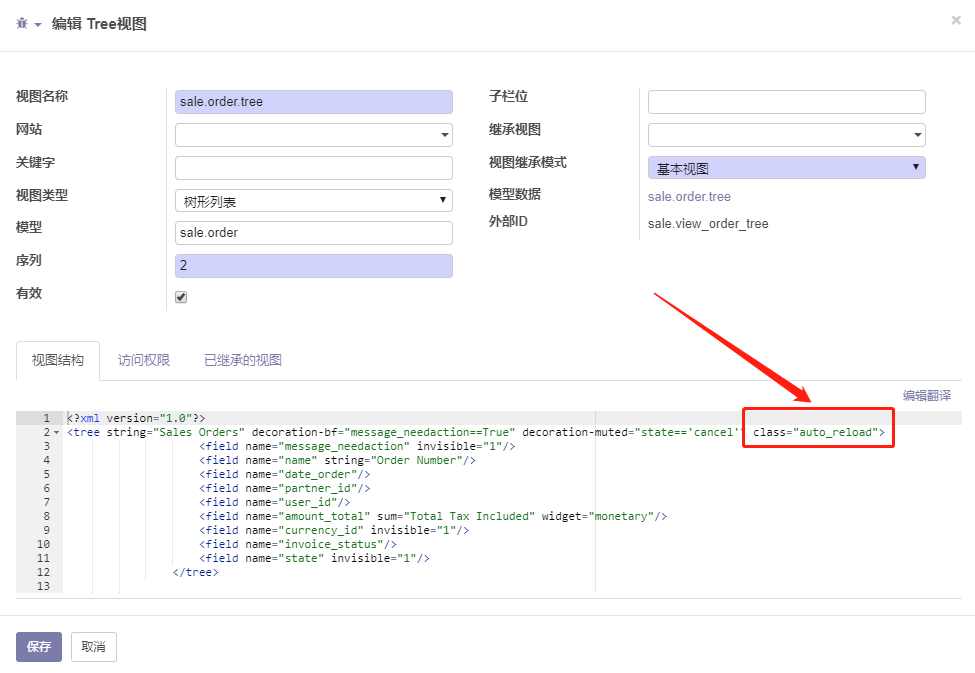 编辑 Tree视图
×
视图名称
sale.order.tree
网站
关键字
视图类型
树形列表
模型
sale.order
序列
2
有效
子栏位
继承视图
视图继承模式
基本视图
模型数据
sale.order.tree
外部ID
sale.view_order_tree
视图结构 访问权限 已继承的视图
编辑翻译
1 <?xml version="1.0"?>
2 <tree string="Sales Orders" decoration-bf="message_needaction==True" decoration-muted="state=='cancel'" class="auto_reload">
3 <field name="message_needaction" invisible="1"/>
4 <field name="name" string="Order Number"/>
5 <field name="date_order"/>
6 <field name="partner_id"/>
7 <field name="user_id"/>
8 <field name="amount_total" sum="Total Tax Included" widget="monetary"/>
9 <field name="currency_id" invisible="1"/>
10 <field name="invoice_status"/>
11 <field name="state" invisible="1"/>
12 </tree>
13
保存 取消